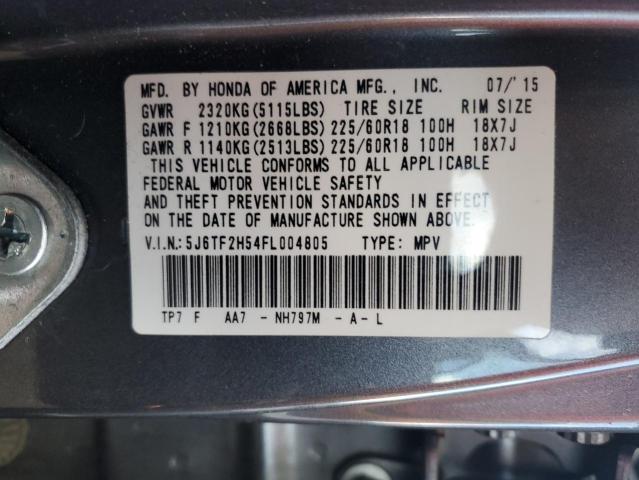 MFD. BY HONDA OF AMERICA MFG., INC. 07/'15
GVWR 2320KG(5115LBS) TIRE SIZE RIM SIZE
GAWR F 1210KG(2668LBS) 225/60R18 100H 18X7J
GAWR R 1140KG(2513LBS) 225/60R18 100H 18X7J
THIS VEHICLE CONFORMS TO ALL APPLICABLE
FEDERAL MOTOR VEHICLE SAFETY
AND THEFT PREVENTION STANDARDS IN EFFECT
ON THE DATE OF MANUFACTURE SHOWN ABOVE.
V.I.N.:5J6TF2H54FL004805 TYPE: MPV
TP7 F AA7 - NH797M - A - L